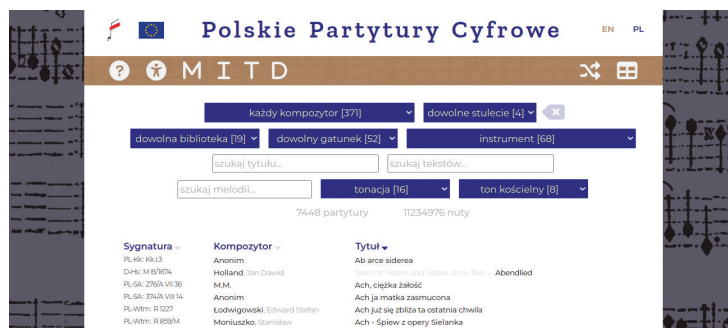 Polskie Partytury Cyfrowe
EN PL
? M I T D
każdy kompozytor [371] dowolne stulecie [4]
dowolna biblioteka [19] dowolny gatunek [52] instrument [68]
szukaj tytułu... szukaj tekstów...
szukaj melodii... tonacja [16] ton kościelny [8]
7448 partytury 11234976 nuty
Sygnatura Kompozytor Tytuł
PL-Kk: Kk.I.3 Anonim Ab arce siderea
D-Hs: M B/1674 Holland, Jan Dawid Text mit Noten und Noten ohne Text — Abendlied
PL-SA: 276/A VII 36 M.M. Ach, ciężka żałość
PL-SA: 374/A VIII 14 Anonim Ach ja matka zasmucona
PL-Wtm: R 1227 Łodwigowski, Edward Stefan Ach już się zbliża ta ostatnia chwila
PL-Wtm: R 859/M Moniuszko, Stanisław Ach - Śpiew z opery Sielanka